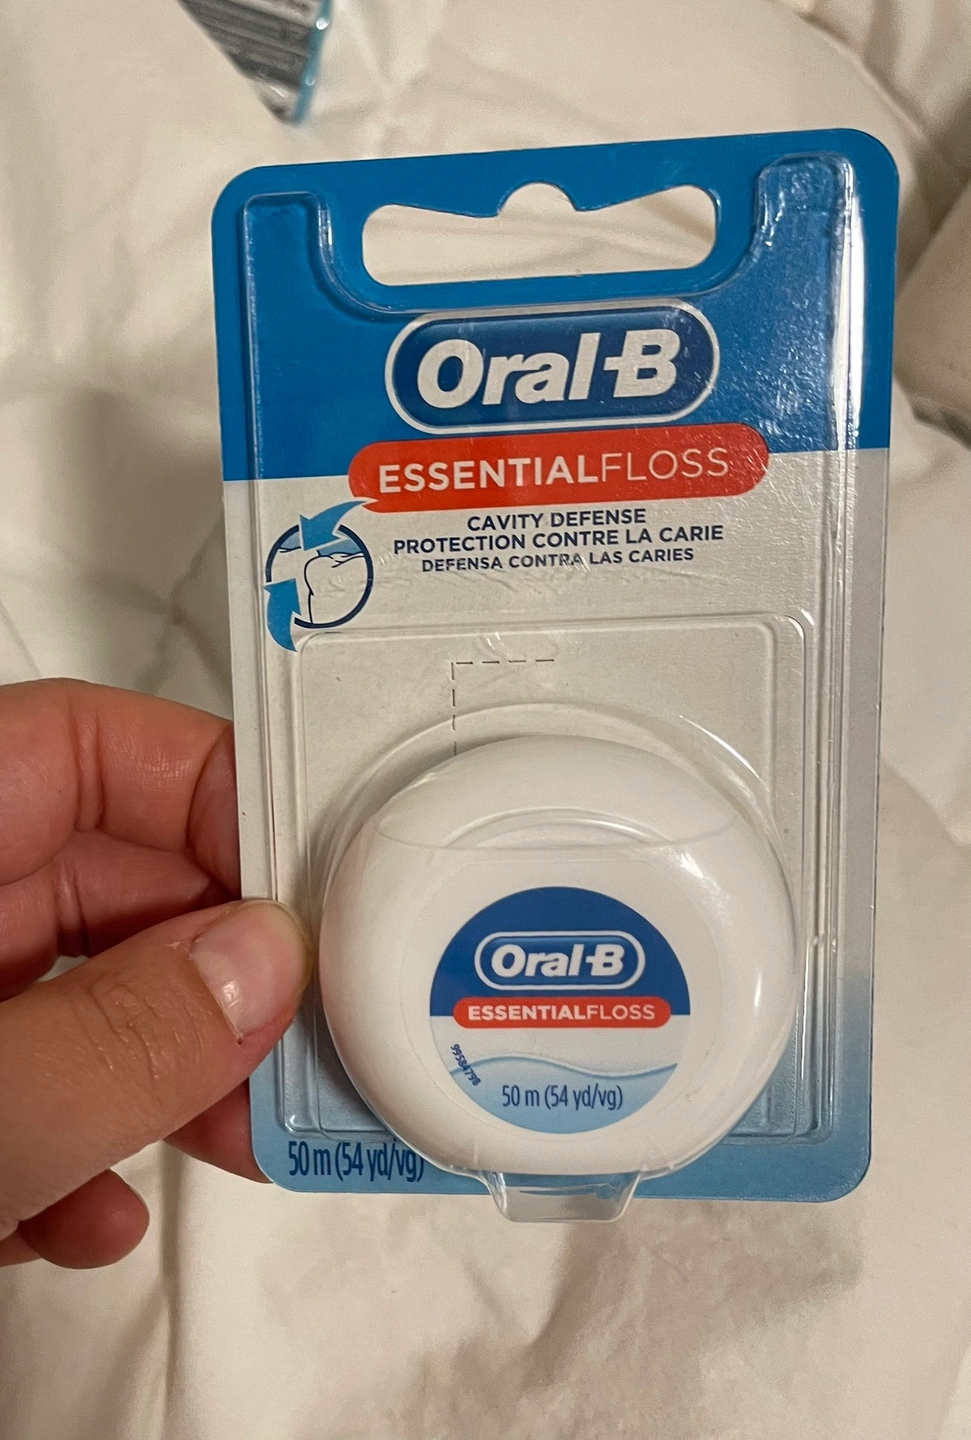 Oral-B
ESSENTIALFLOSS
CAVITY DEFENSE
PROTECTION CONTRE LA CARIE
DEFENSA CONTRA LAS CARIES
Oral-B
ESSENTIALFLOSS
99584798
50 m (54 yd/vg)
50 m (54 yd/vg)